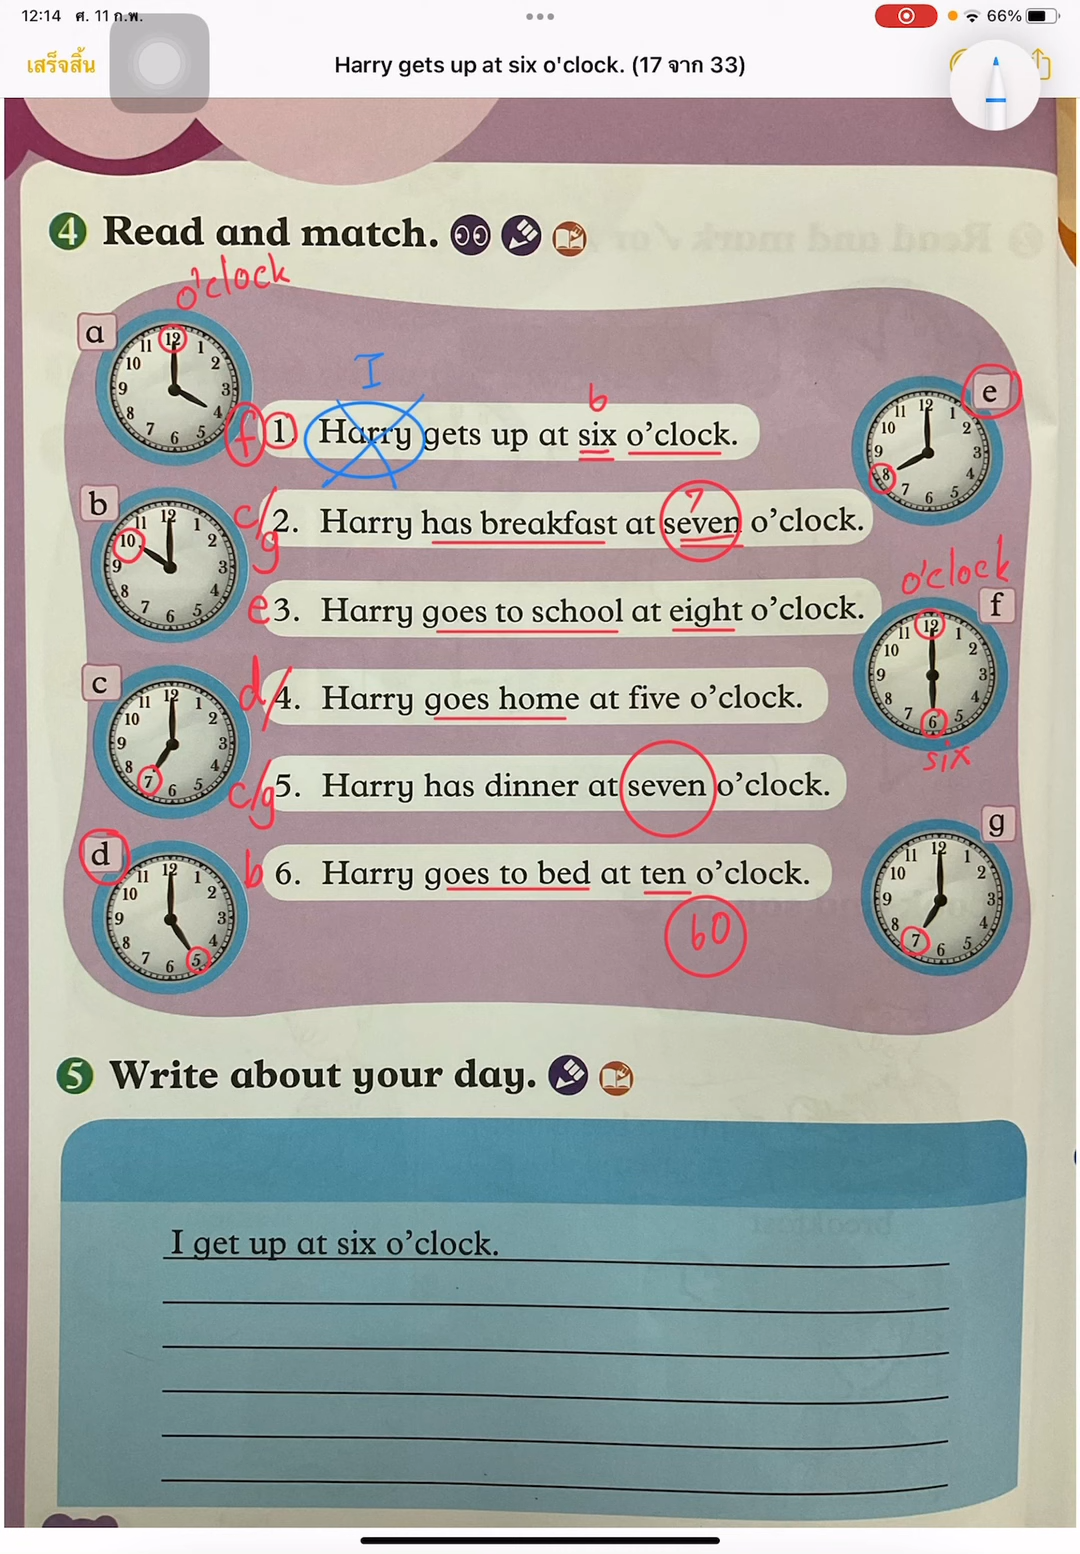 12:14 ศ. 11 ก.พ.
66%
เสร็จสิ้น
Harry gets up at six o'clock. (17 จาก 33)
4 Read and match.
o'clock
a
I
6
e
f 1. Harry gets up at six o'clock.
b
7
c/g 2. Harry has breakfast at seven o'clock.
o'clock
f
e 3. Harry goes to school at eight o'clock.
c
d/ 4. Harry goes home at five o'clock.
six
c/g 5. Harry has dinner at seven o'clock.
g
d
b 6. Harry goes to bed at ten o'clock.
60
5 Write about your day.
I get up at six o'clock.